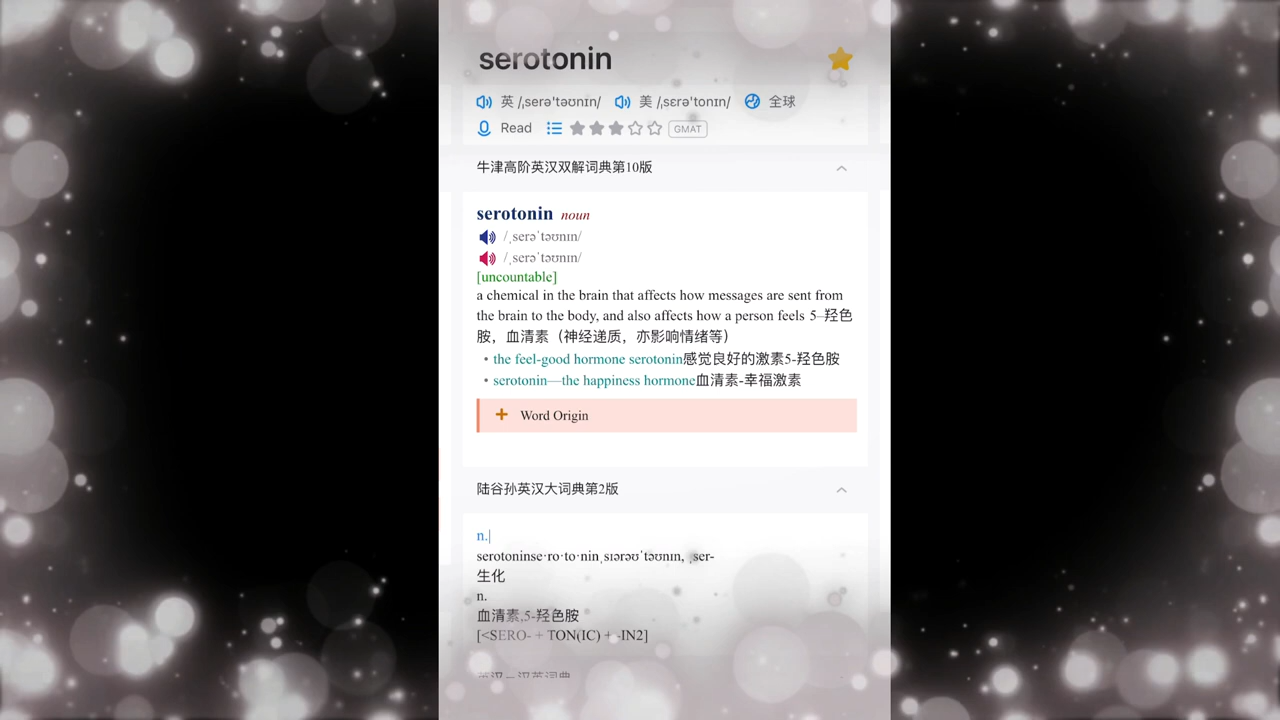 serotonin
英 /ˌserə'təʊnɪn/ 美 /ˌsɛrə'tonɪn/ 全球
Read GMAT
牛津高阶英汉双解词典第10版
serotonin noun
/ˌserəˈtəʊnɪn/
/ˌserəˈtəʊnɪn/
[uncountable]
a chemical in the brain that affects how messages are sent from
the brain to the body, and also affects how a person feels 5–羟色
胺，血清素（神经递质，亦影响情绪等）
• the feel-good hormone serotonin感觉良好的激素5-羟色胺
• serotonin—the happiness hormone血清素-幸福激素
+ Word Origin
陆谷孙英汉大词典第2版
n.|
serotoninse·ro·to·ninˌsɪərəʊˈtəʊnɪn, ˌser-
生化
n.
血清素,5-羟色胺
[<SERO- + TON(IC) + -IN2]